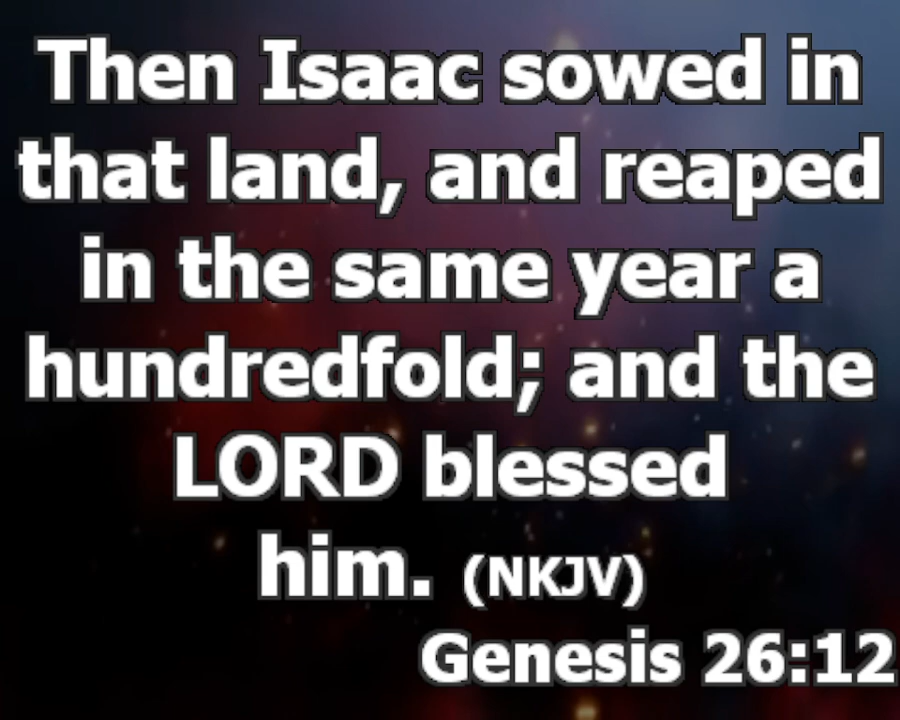 Then Isaac sowed in
that land, and reaped
in the same year a
hundredfold; and the
LORD blessed
him. (NKJV)
Genesis 26:12